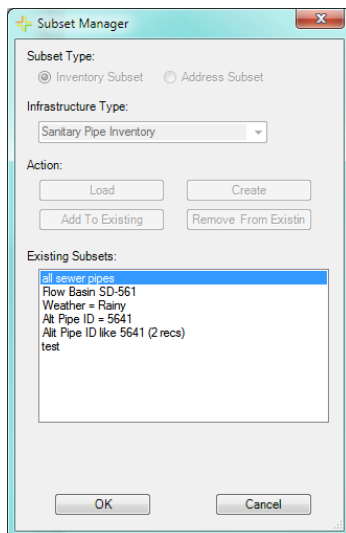 Subset Manager
Subset Type:
Inventory Subset Address Subset
Infrastructure Type:
Sanitary Pipe Inventory
Action:
Load Create
Add To Existing Remove From Existin
Existing Subsets:
all sewer pipes
Flow Basin SD-561
Weather = Rainy
Alt Pipe ID = 5641
Alit Pipe ID like 5641 (2 recs)
test
OK Cancel